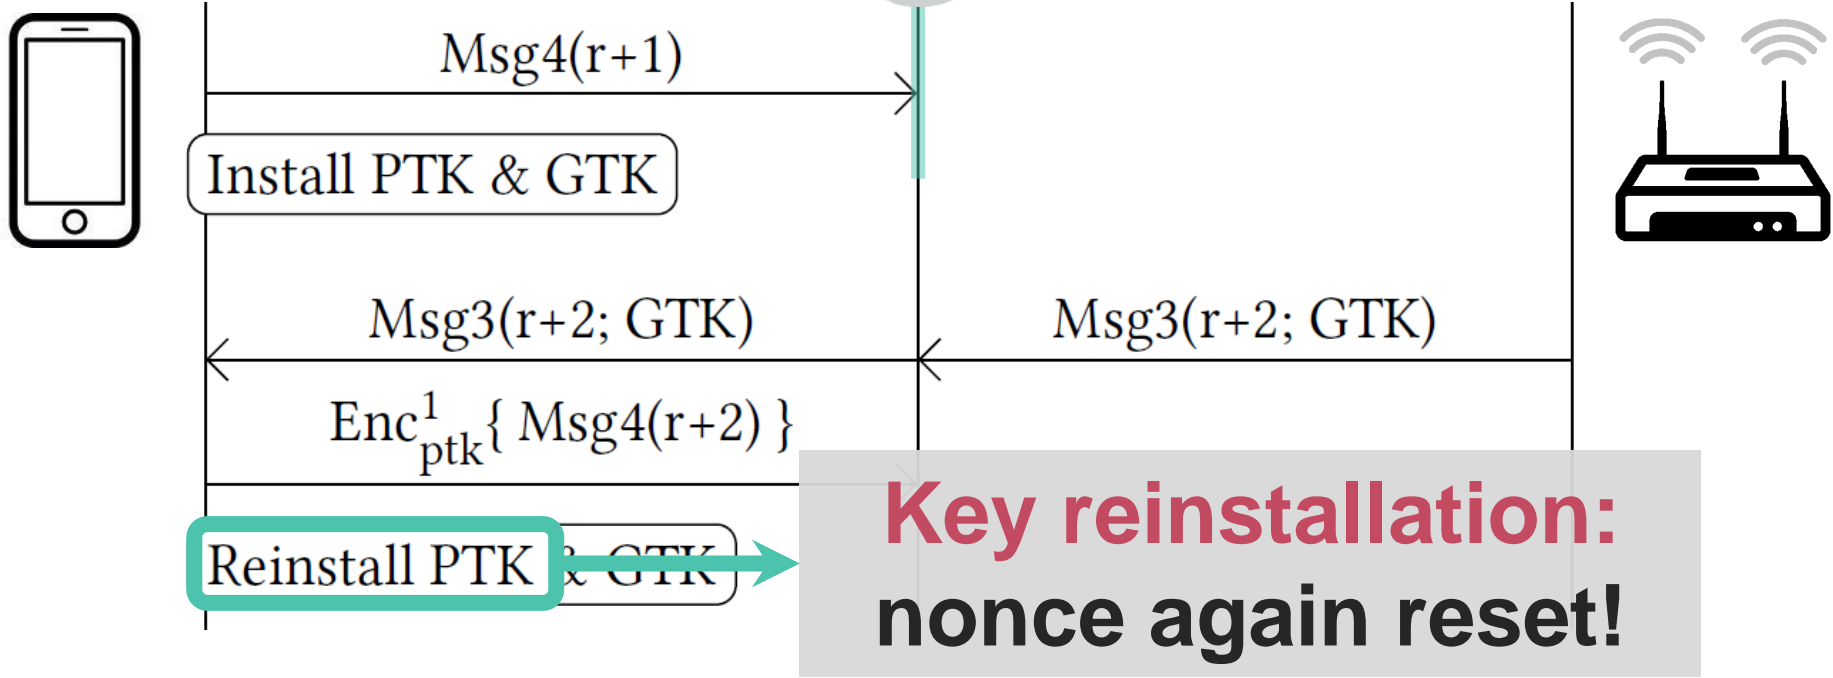 Msg4(r+1)
Install PTK & GTK
Msg3(r+2; GTK)
Msg3(r+2; GTK)
Enc¹ₚₜₖ{ Msg4(r+2) }
Reinstall PTK & GTK
Key reinstallation:
nonce again reset!